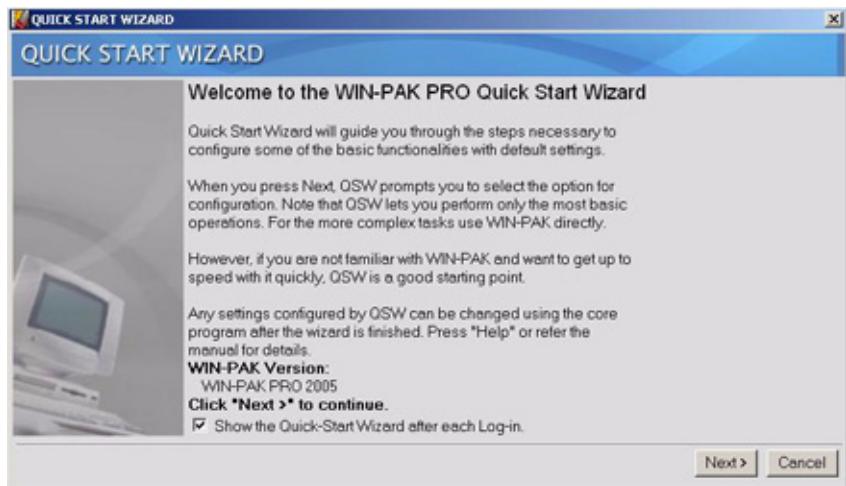 QUICK START WIZARD
QUICK START WIZARD
Welcome to the WIN-PAK PRO Quick Start Wizard
Quick Start Wizard will guide you through the steps necessary to
configure some of the basic functionalities with default settings.
When you press Next, QSW prompts you to select the option for
configuration. Note that QSW lets you perform only the most basic
operations. For the more complex tasks use WIN-PAK directly.
However, if you are not familiar with WIN-PAK and want to get up to
speed with it quickly, QSW is a good starting point.
Any settings configured by QSW can be changed using the core
program after the wizard is finished. Press "Help" or refer the
manual for details.
WIN-PAK Version:
WIN-PAK PRO 2005
Click "Next >" to continue.
Show the Quick-Start Wizard after each Log-in.
Next >
Cancel